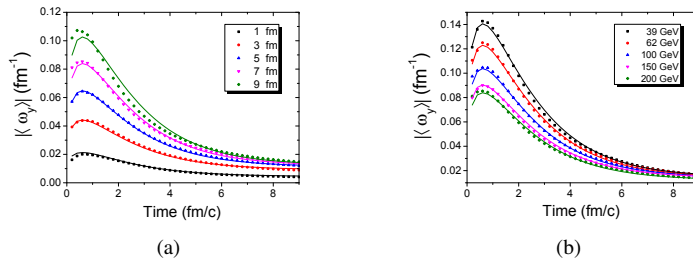 0.12
0.10
0.08
0.06
0.04
0.02
0.00
0 2 4 6 8
|⟨ ω_y⟩| (fm⁻¹)
Time (fm/c)
1 fm
3 fm
5 fm
7 fm
9 fm
(a)
0.14
0.12
0.10
0.08
0.06
0.04
0.02
0 2 4 6 8
|⟨ ω_y⟩| (fm⁻¹)
Time (fm/c)
39 GeV
62 GeV
100 GeV
150 GeV
200 GeV
(b)